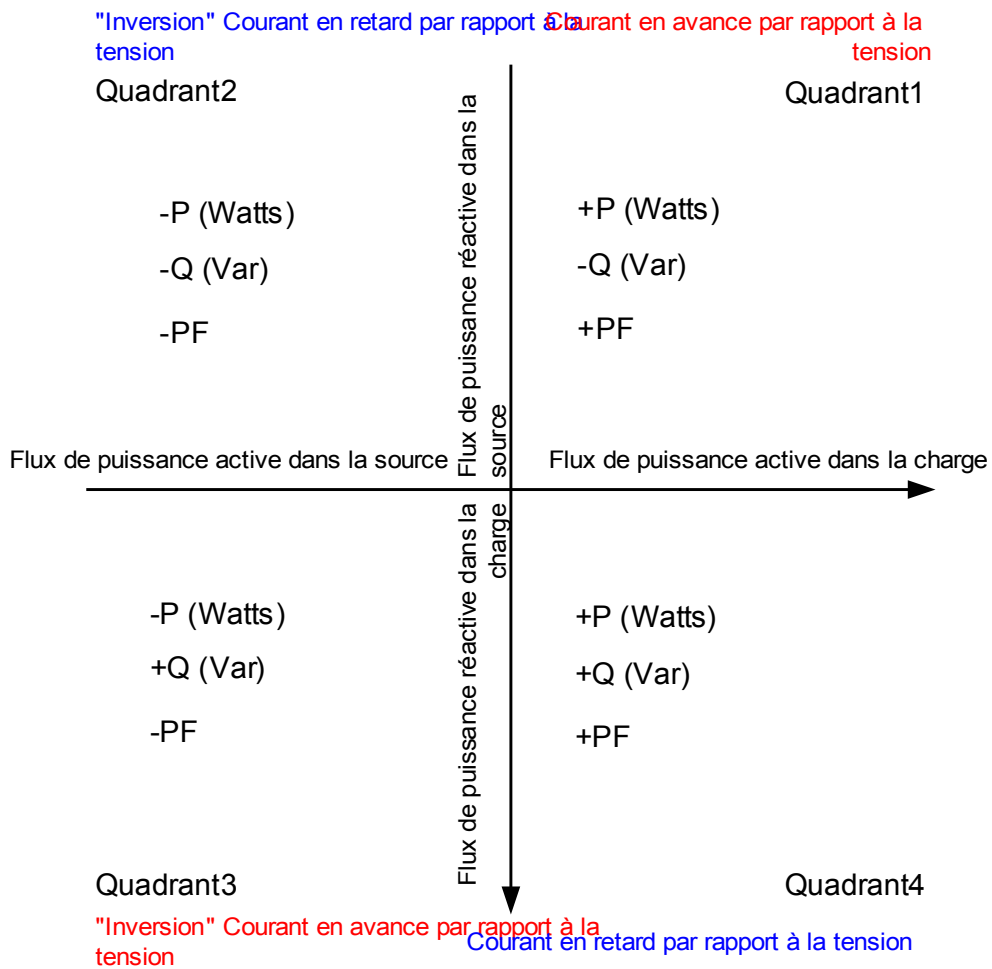 "Inversion" Courant en retard par rapport à la
tension
Courant en avance par rapport à la
tension
Quadrant2
Quadrant1
-P (Watts)
-Q (Var)
-PF
+P (Watts)
-Q (Var)
+PF
Flux de puissance réactive dans la
source
Flux de puissance active dans la source
Flux de puissance active dans la charge
Flux de puissance réactive dans la
charge
-P (Watts)
+Q (Var)
-PF
+P (Watts)
+Q (Var)
+PF
Quadrant3
Quadrant4
"Inversion" Courant en avance par rapport à la
tension
Courant en retard par rapport à la tension